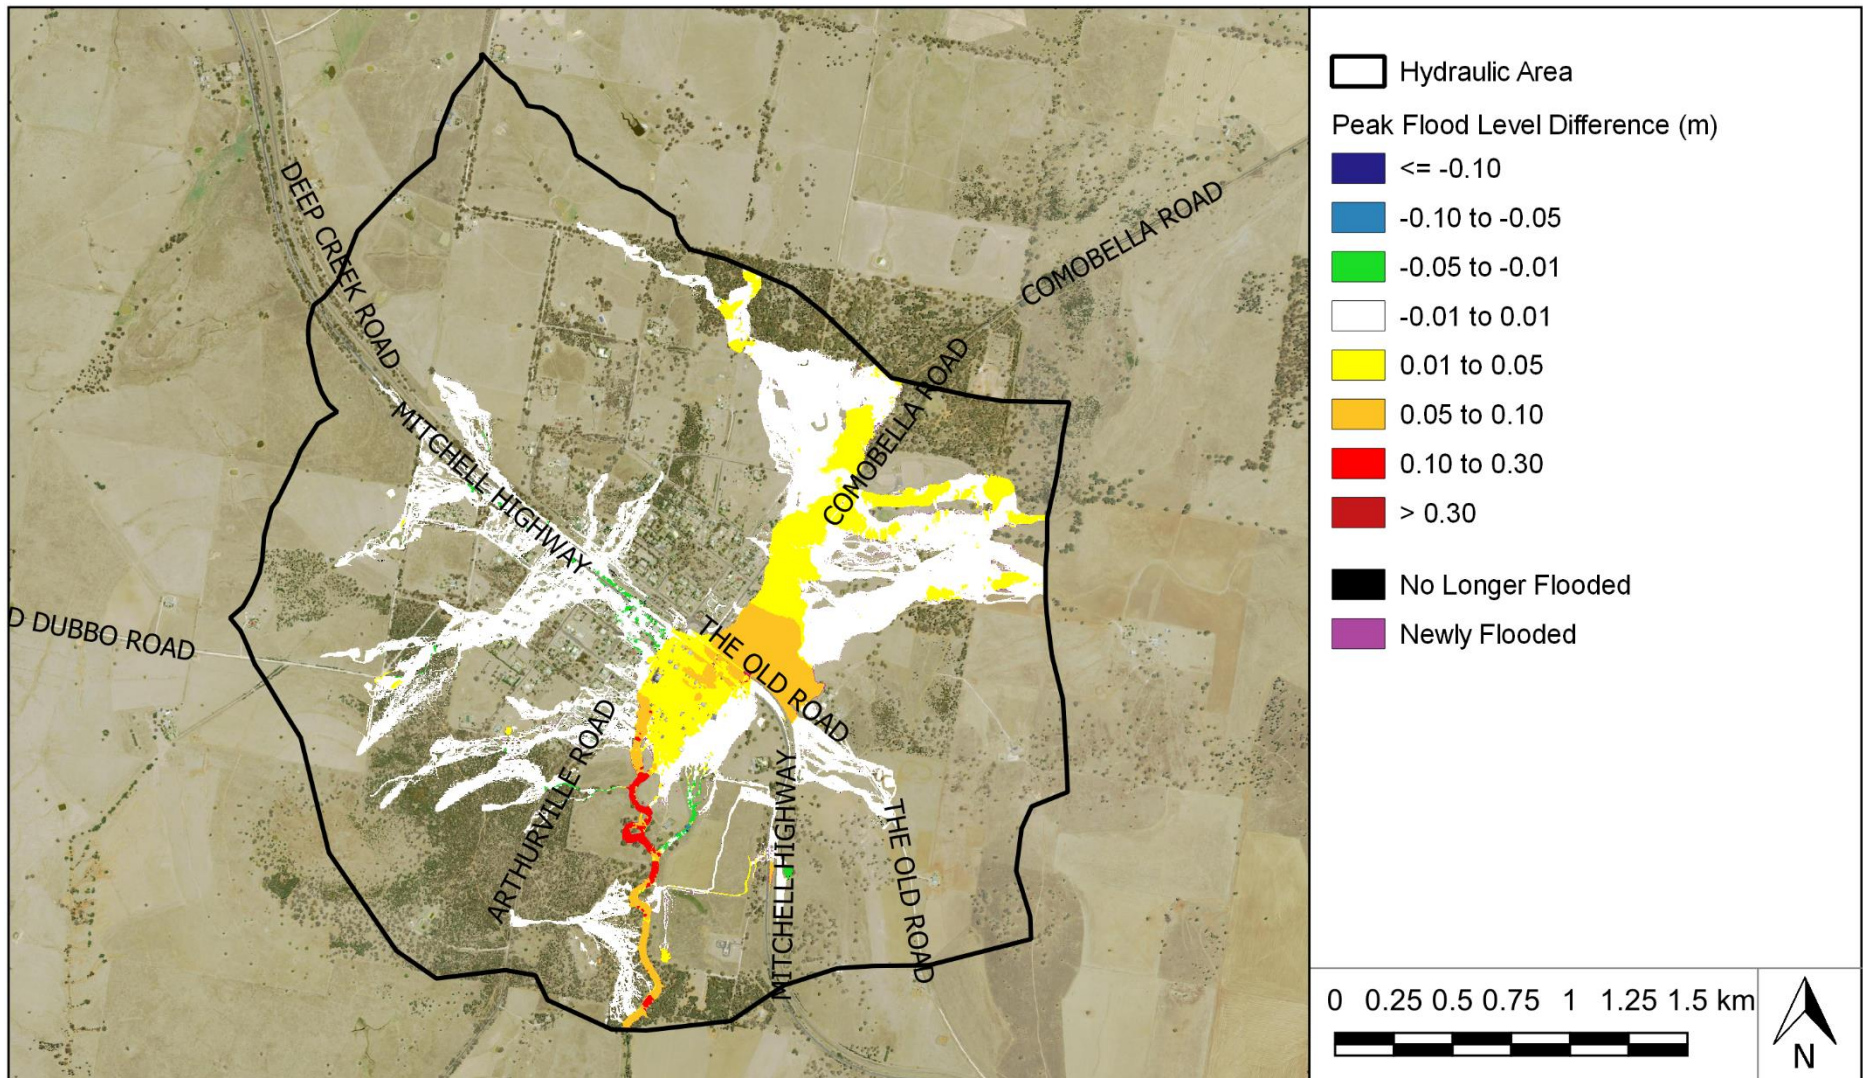 DEEP CREEK ROAD
COMOBELLA ROAD
COMOBELLA ROAD
MITCHELL HIGHWAY
D DUBBO ROAD
THE OLD ROAD
ARTHURVILLE ROAD
MITCHELL HIGHWAY
THE OLD ROAD
Hydraulic Area
Peak Flood Level Difference (m)
<= -0.10
-0.10 to -0.05
-0.05 to -0.01
-0.01 to 0.01
0.01 to 0.05
0.05 to 0.10
0.10 to 0.30
> 0.30
No Longer Flooded
Newly Flooded
0 0.25 0.5 0.75 1 1.25 1.5 km
N